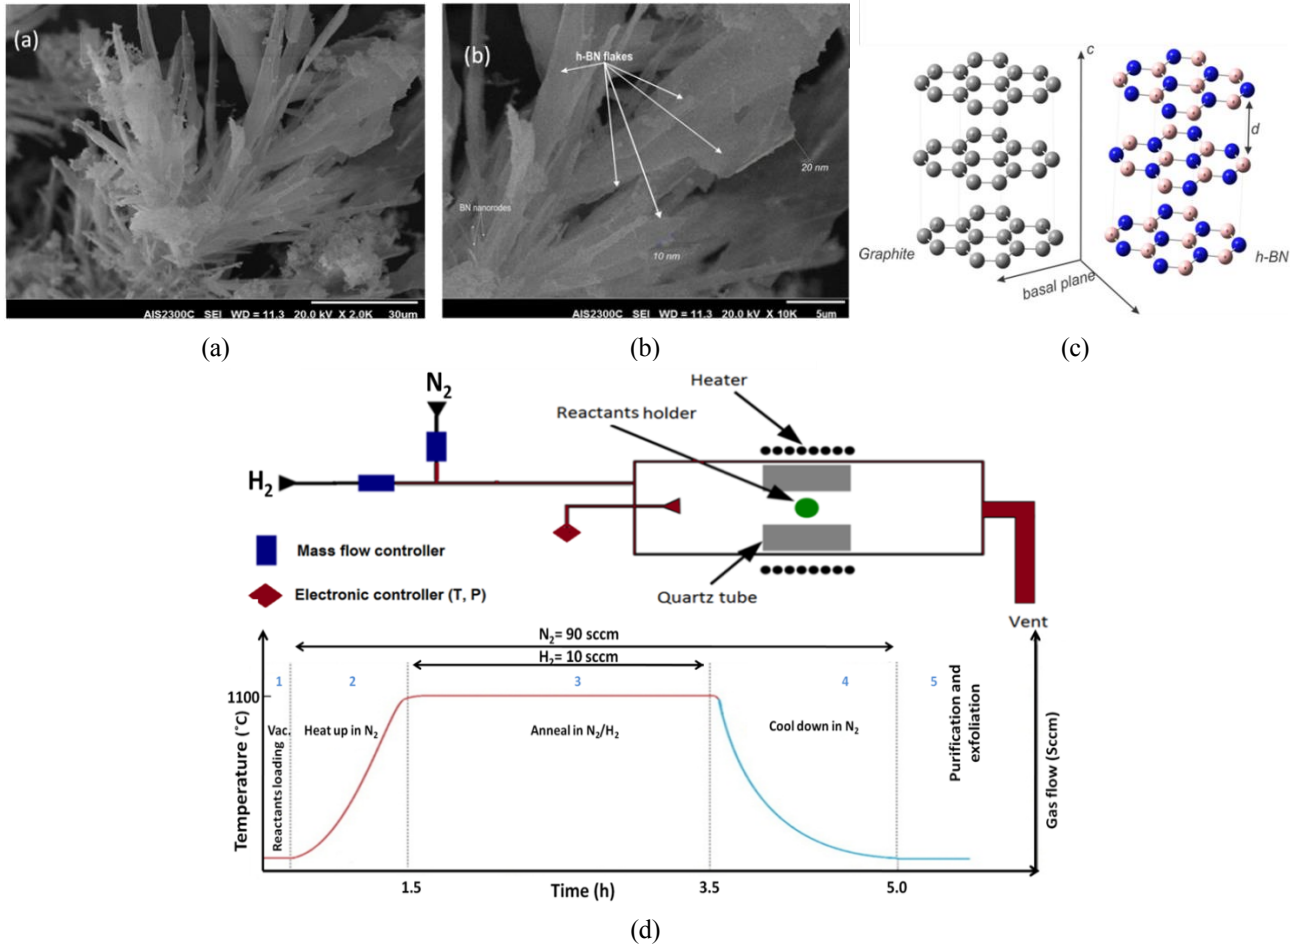 (a)
AIS2300C SEI WD = 11.3 20.0 kV X 2.0K 30um
(a)
(b)
h-BN flakes
20 nm
BN nanorodes
10 nm
AIS2300C SEI WD = 11.3 20.0 kV X 10K 5um
(b)
c
d
Graphite
h-BN
basal plane
(c)
N2
Heater
Reactants holder
H2
Mass flow controller
Electronic controller (T, P)
Quartz tube
Vent
N2= 90 sccm
H2= 10 sccm
1
2
3
4
5
1100
Vac.
Reactants loading
Heat up in N2
Anneal in N2/H2
Cool down in N2
Purification and
exfoliation
Temperature (°C)
Gas flow (Sccm)
1.5
3.5
5.0
Time (h)
(d)